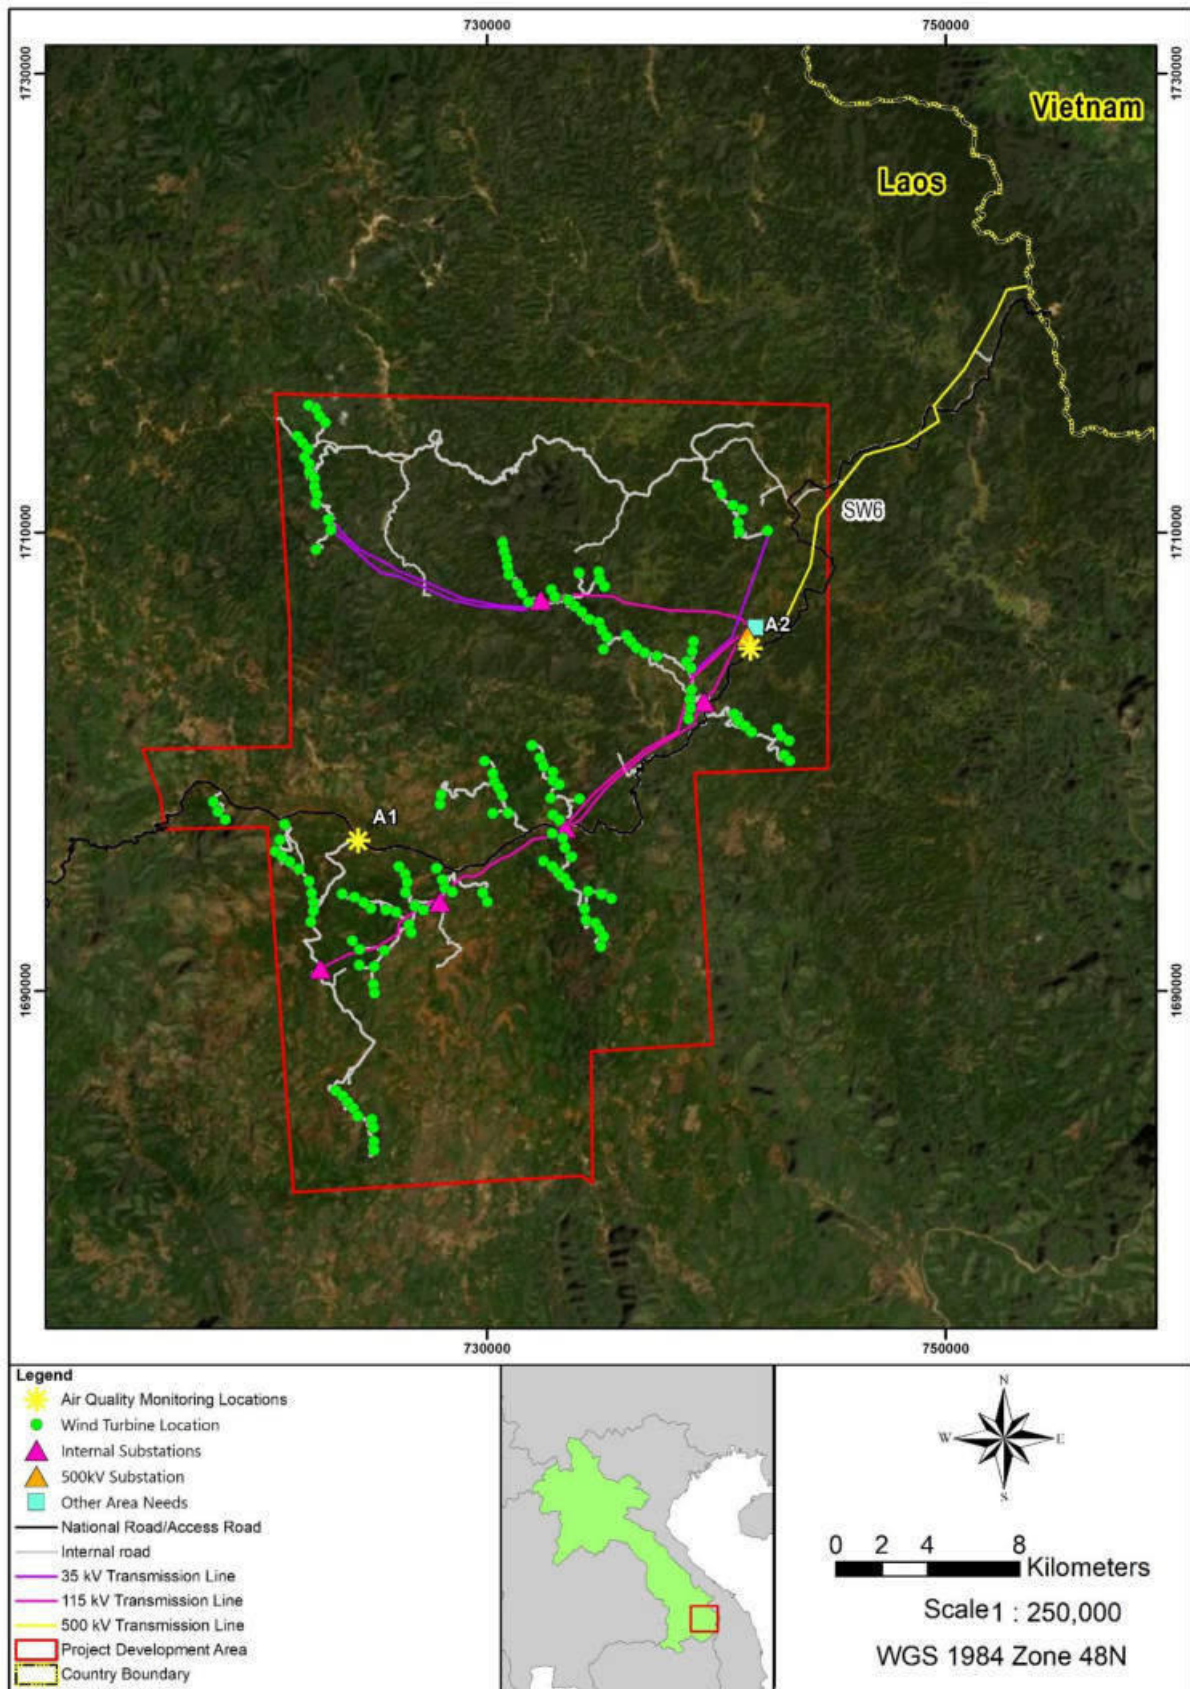 730000
750000
1730000
1730000
Vietnam
Laos
1710000
1710000
SW6
A2
A1
1690000
1690000
730000
750000
Legend
Air Quality Monitoring Locations
Wind Turbine Location
Internal Substations
500kV Substation
Other Area Needs
National Road/Access Road
Internal road
35 kV Transmission Line
115 kV Transmission Line
500 kV Transmission Line
Project Development Area
Country Boundary
N
W
E
S
0 2 4 8
Kilometers
Scale1 : 250,000
WGS 1984 Zone 48N